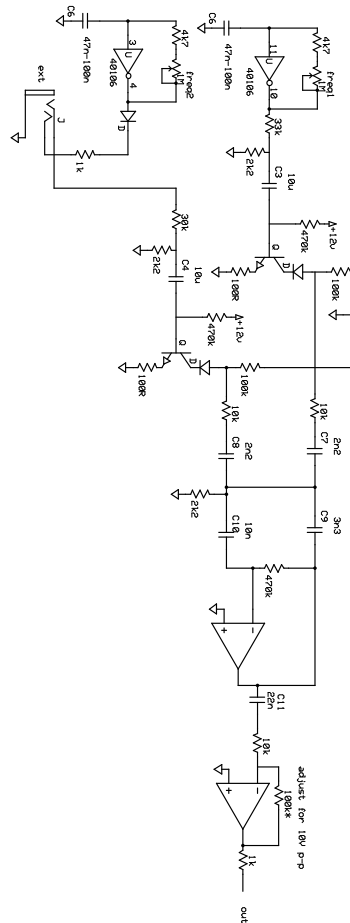 C6
47n-100n
4k7
freq1
1M
11
U
10
40106
33k
2k2
C3
10u
470k
+12v
Q
D
100R
100k
10k
C7
2n2
C9
3n3
C6
47n-100n
4k7
freq2
1M
3
U
4
40106
D
ext
J
1k
30k
2k2
C4
10u
470k
+12v
Q
D
100R
100k
10k
C8
2n2
2k2
C10
10n
470k
+
-
C11
22n
10k
+
-
100k*
adjust for 10V p-p
1k
out